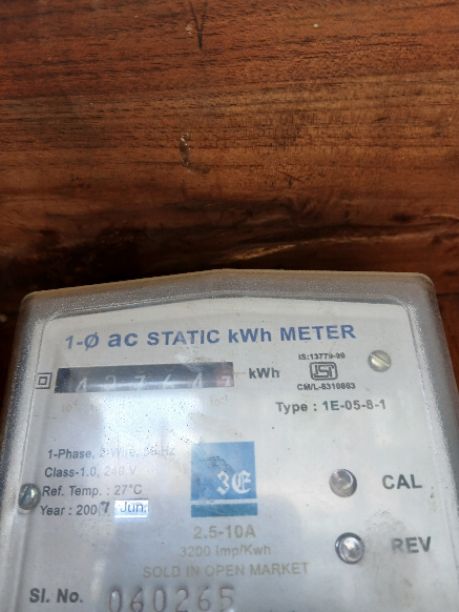 1-Ø ac STATIC kWh METER
kWh
IS:13779-99
CM/L-8310863
Type : 1E-05-8-1
1-Phase, 2-Wire, Hz
Class-1.0, 240 V
Ref. Temp. : 27°C
Year : 2007 Jun.
3E
CAL
2.5-10A
3200 Imp/Kwh
REV
SOLD IN OPEN MARKET
Sl. No. 060265